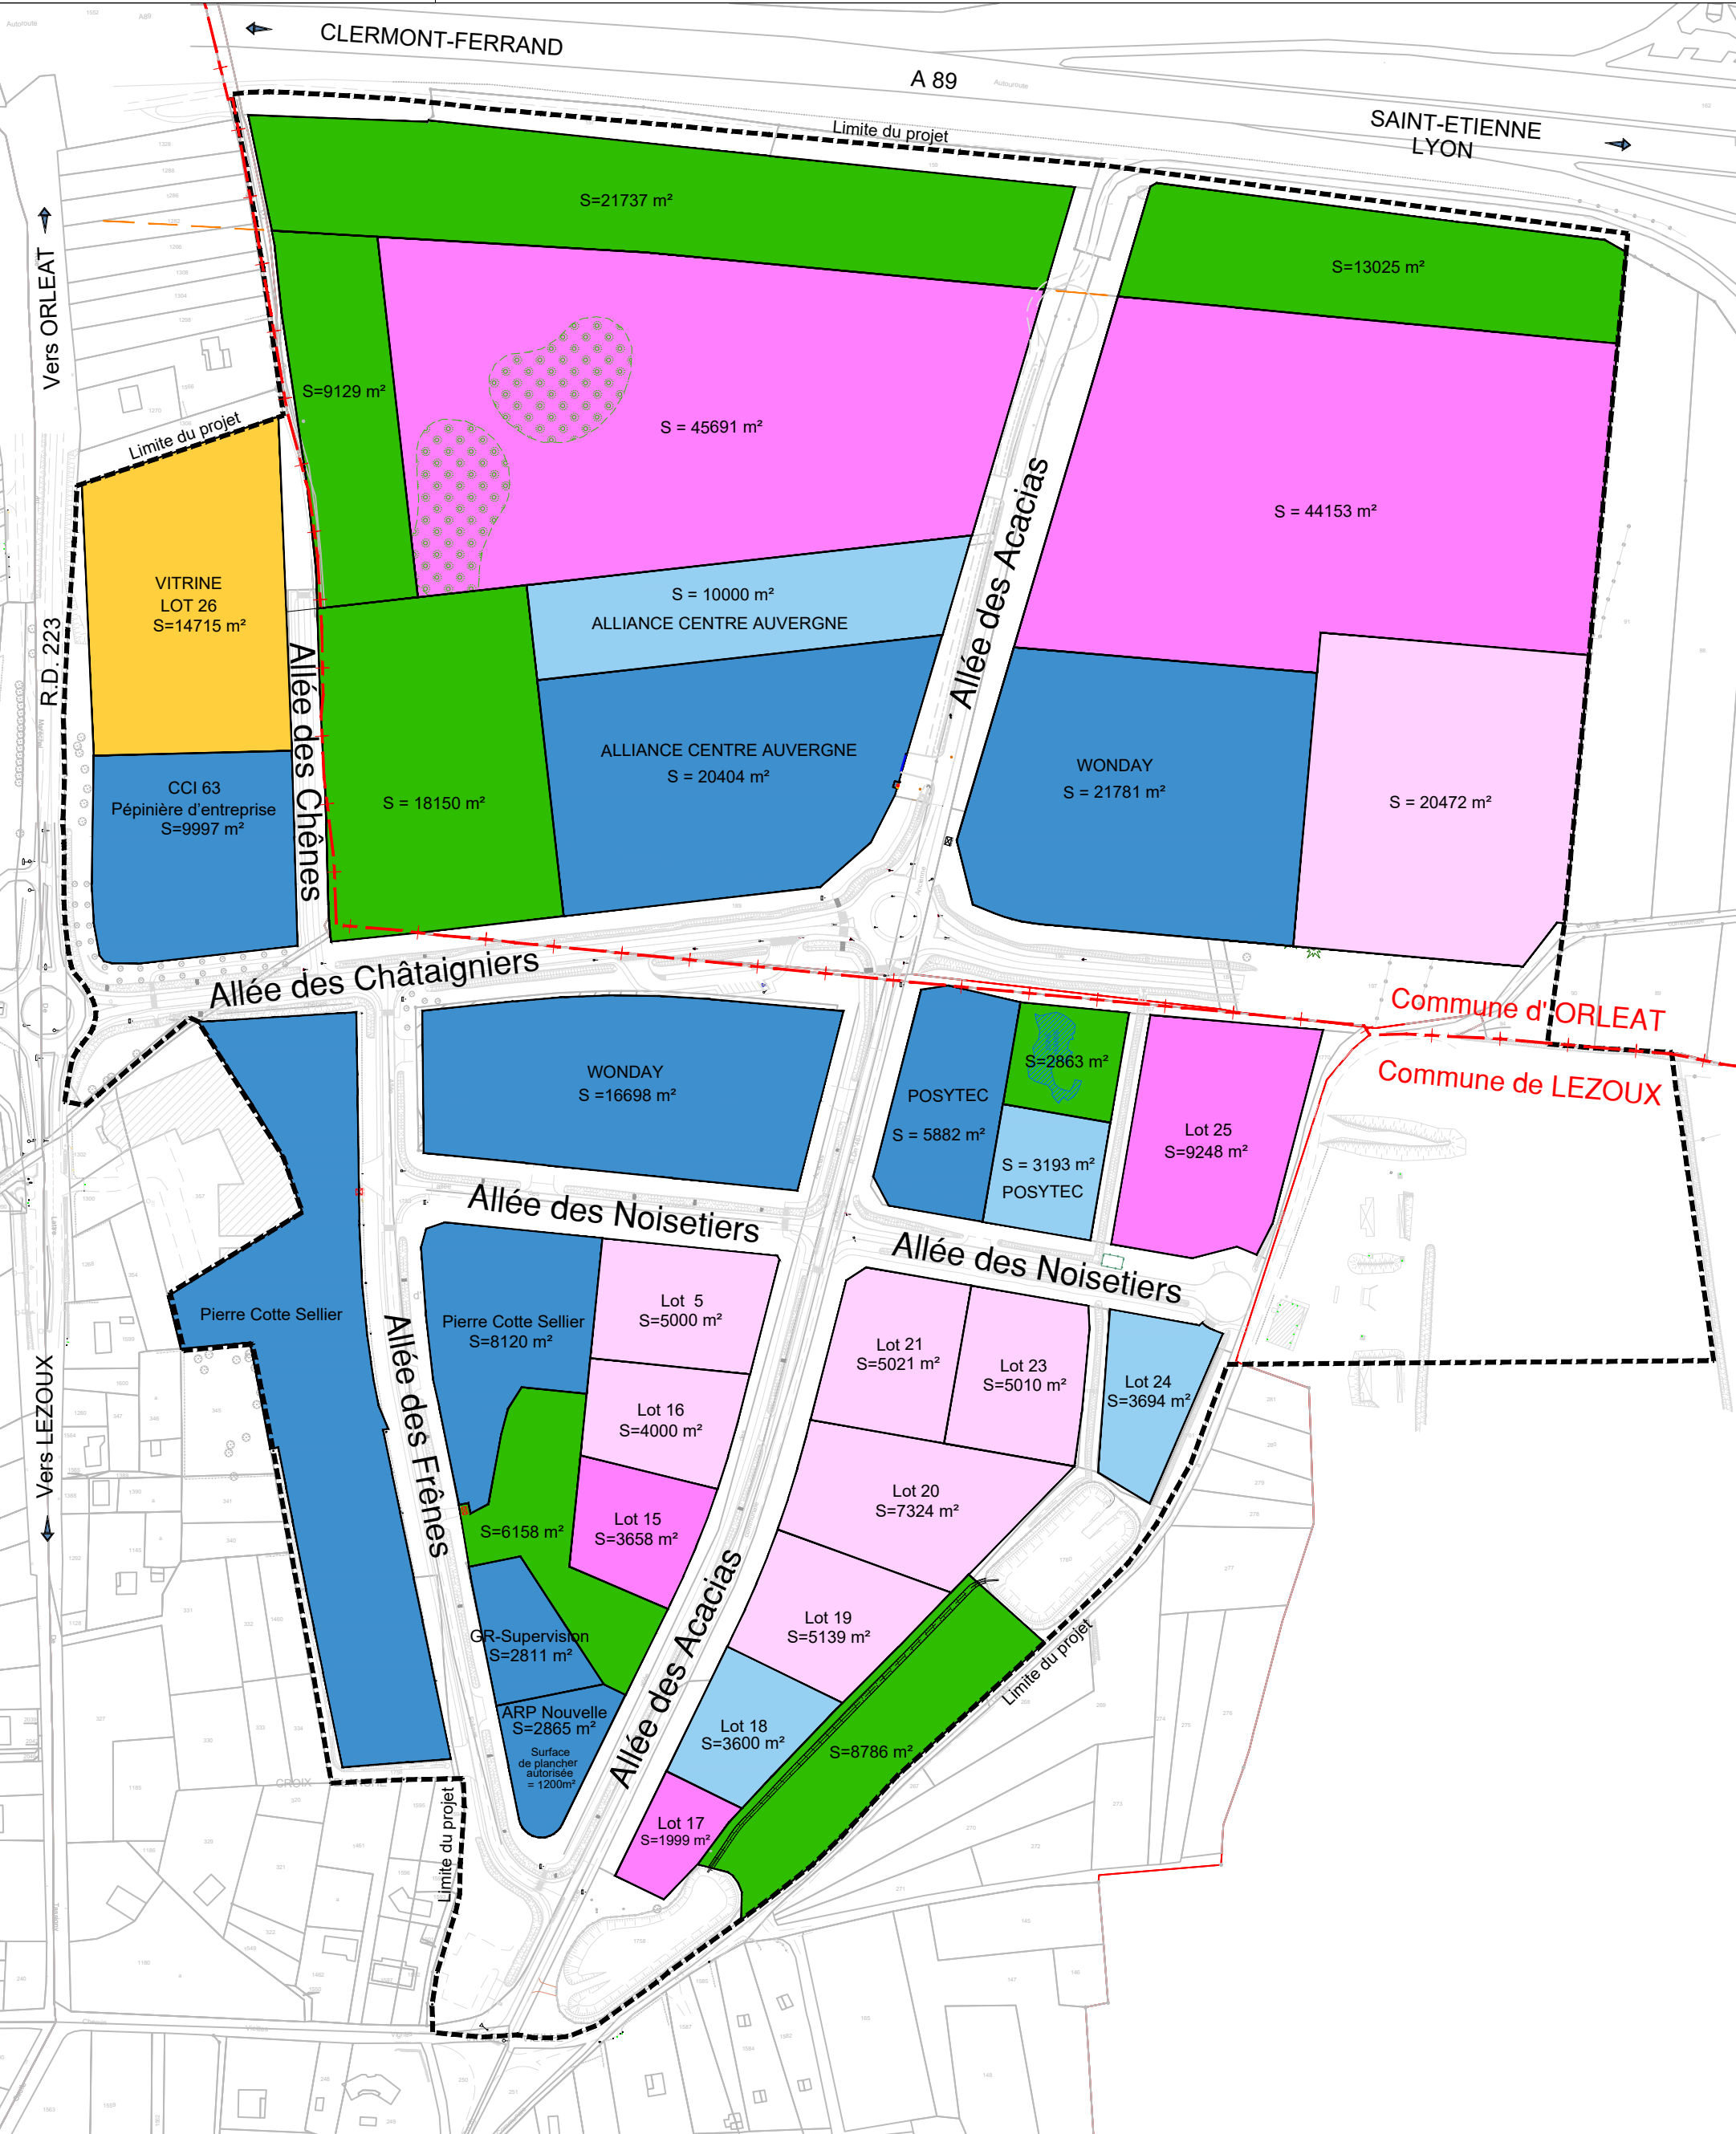 CLERMONT-FERRAND
A 89
Autoroute
A89
Autouroute
SAINT-ETIENNE
LYON
Limite du projet
S=21737 m²
S=13025 m²
Vers ORLEAT
S=9129 m²
S = 45691 m²
S = 44153 m²
Limite du projet
VITRINE
LOT 26
S=14715 m²
R.D. 223
Allée des Chênes
Allée des Acacias
S = 10000 m²
ALLIANCE CENTRE AUVERGNE
ALLIANCE CENTRE AUVERGNE
S = 20404 m²
CCI 63
Pépinière d'entreprise
S=9997 m²
S = 18150 m²
WONDAY
S = 21781 m²
S = 20472 m²
Allée des Châtaigniers
Commune d' ORLEAT
Commune de LEZOUX
WONDAY
S =16698 m²
POSYTEC
S = 5882 m²
S=2863 m²
S = 3193 m²
POSYTEC
Lot 25
S=9248 m²
Allée des Noisetiers
Allée des Noisetiers
Pierre Cotte Sellier
Allée des Frênes
Pierre Cotte Sellier
S=8120 m²
Lot 5
S=5000 m²
Lot 16
S=4000 m²
Lot 15
S=3658 m²
S=6158 m²
Lot 21
S=5021 m²
Lot 23
S=5010 m²
Lot 24
S=3694 m²
Lot 20
S=7324 m²
Lot 19
S=5139 m²
Lot 18
S=3600 m²
Lot 17
S=1999 m²
S=8786 m²
GR-Supervision
S=2811 m²
ARP Nouvelle
S=2865 m²
Surface
de plancher
autorisée
= 1200m²
Allée des Acacias
Limite du projet
Limite du projet
Vers LEZOUX
CROIX